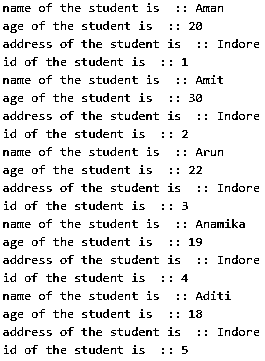 name of the student is  :: Aman
age of the student is  :: 20
address of the student is  :: Indore
id of the student is  :: 1
name of the student is  :: Amit
age of the student is  :: 30
address of the student is  :: Indore
id of the student is  :: 2
name of the student is  :: Arun
age of the student is  :: 22
address of the student is  :: Indore
id of the student is  :: 3
name of the student is  :: Anamika
age of the student is  :: 19
address of the student is  :: Indore
id of the student is  :: 4
name of the student is  :: Aditi
age of the student is  :: 18
address of the student is  :: Indore
id of the student is  :: 5